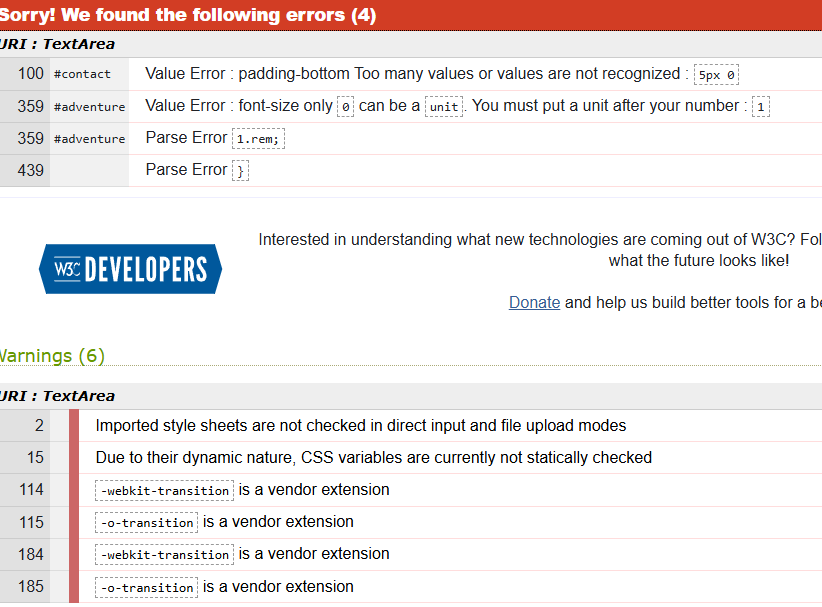 Sorry! We found the following errors (4)
URI : TextArea
100 #contact Value Error : padding-bottom Too many values or values are not recognized : 5px 0
359 #adventure Value Error : font-size only 0 can be a unit. You must put a unit after your number : 1
359 #adventure Parse Error 1.rem;
439 Parse Error }
Interested in understanding what new technologies are coming out of W3C? Fol
what the future looks like!
W3C DEVELOPERS
Donate and help us build better tools for a be
Warnings (6)
URI : TextArea
2 Imported style sheets are not checked in direct input and file upload modes
15 Due to their dynamic nature, CSS variables are currently not statically checked
114 -webkit-transition is a vendor extension
115 -o-transition is a vendor extension
184 -webkit-transition is a vendor extension
185 -o-transition is a vendor extension